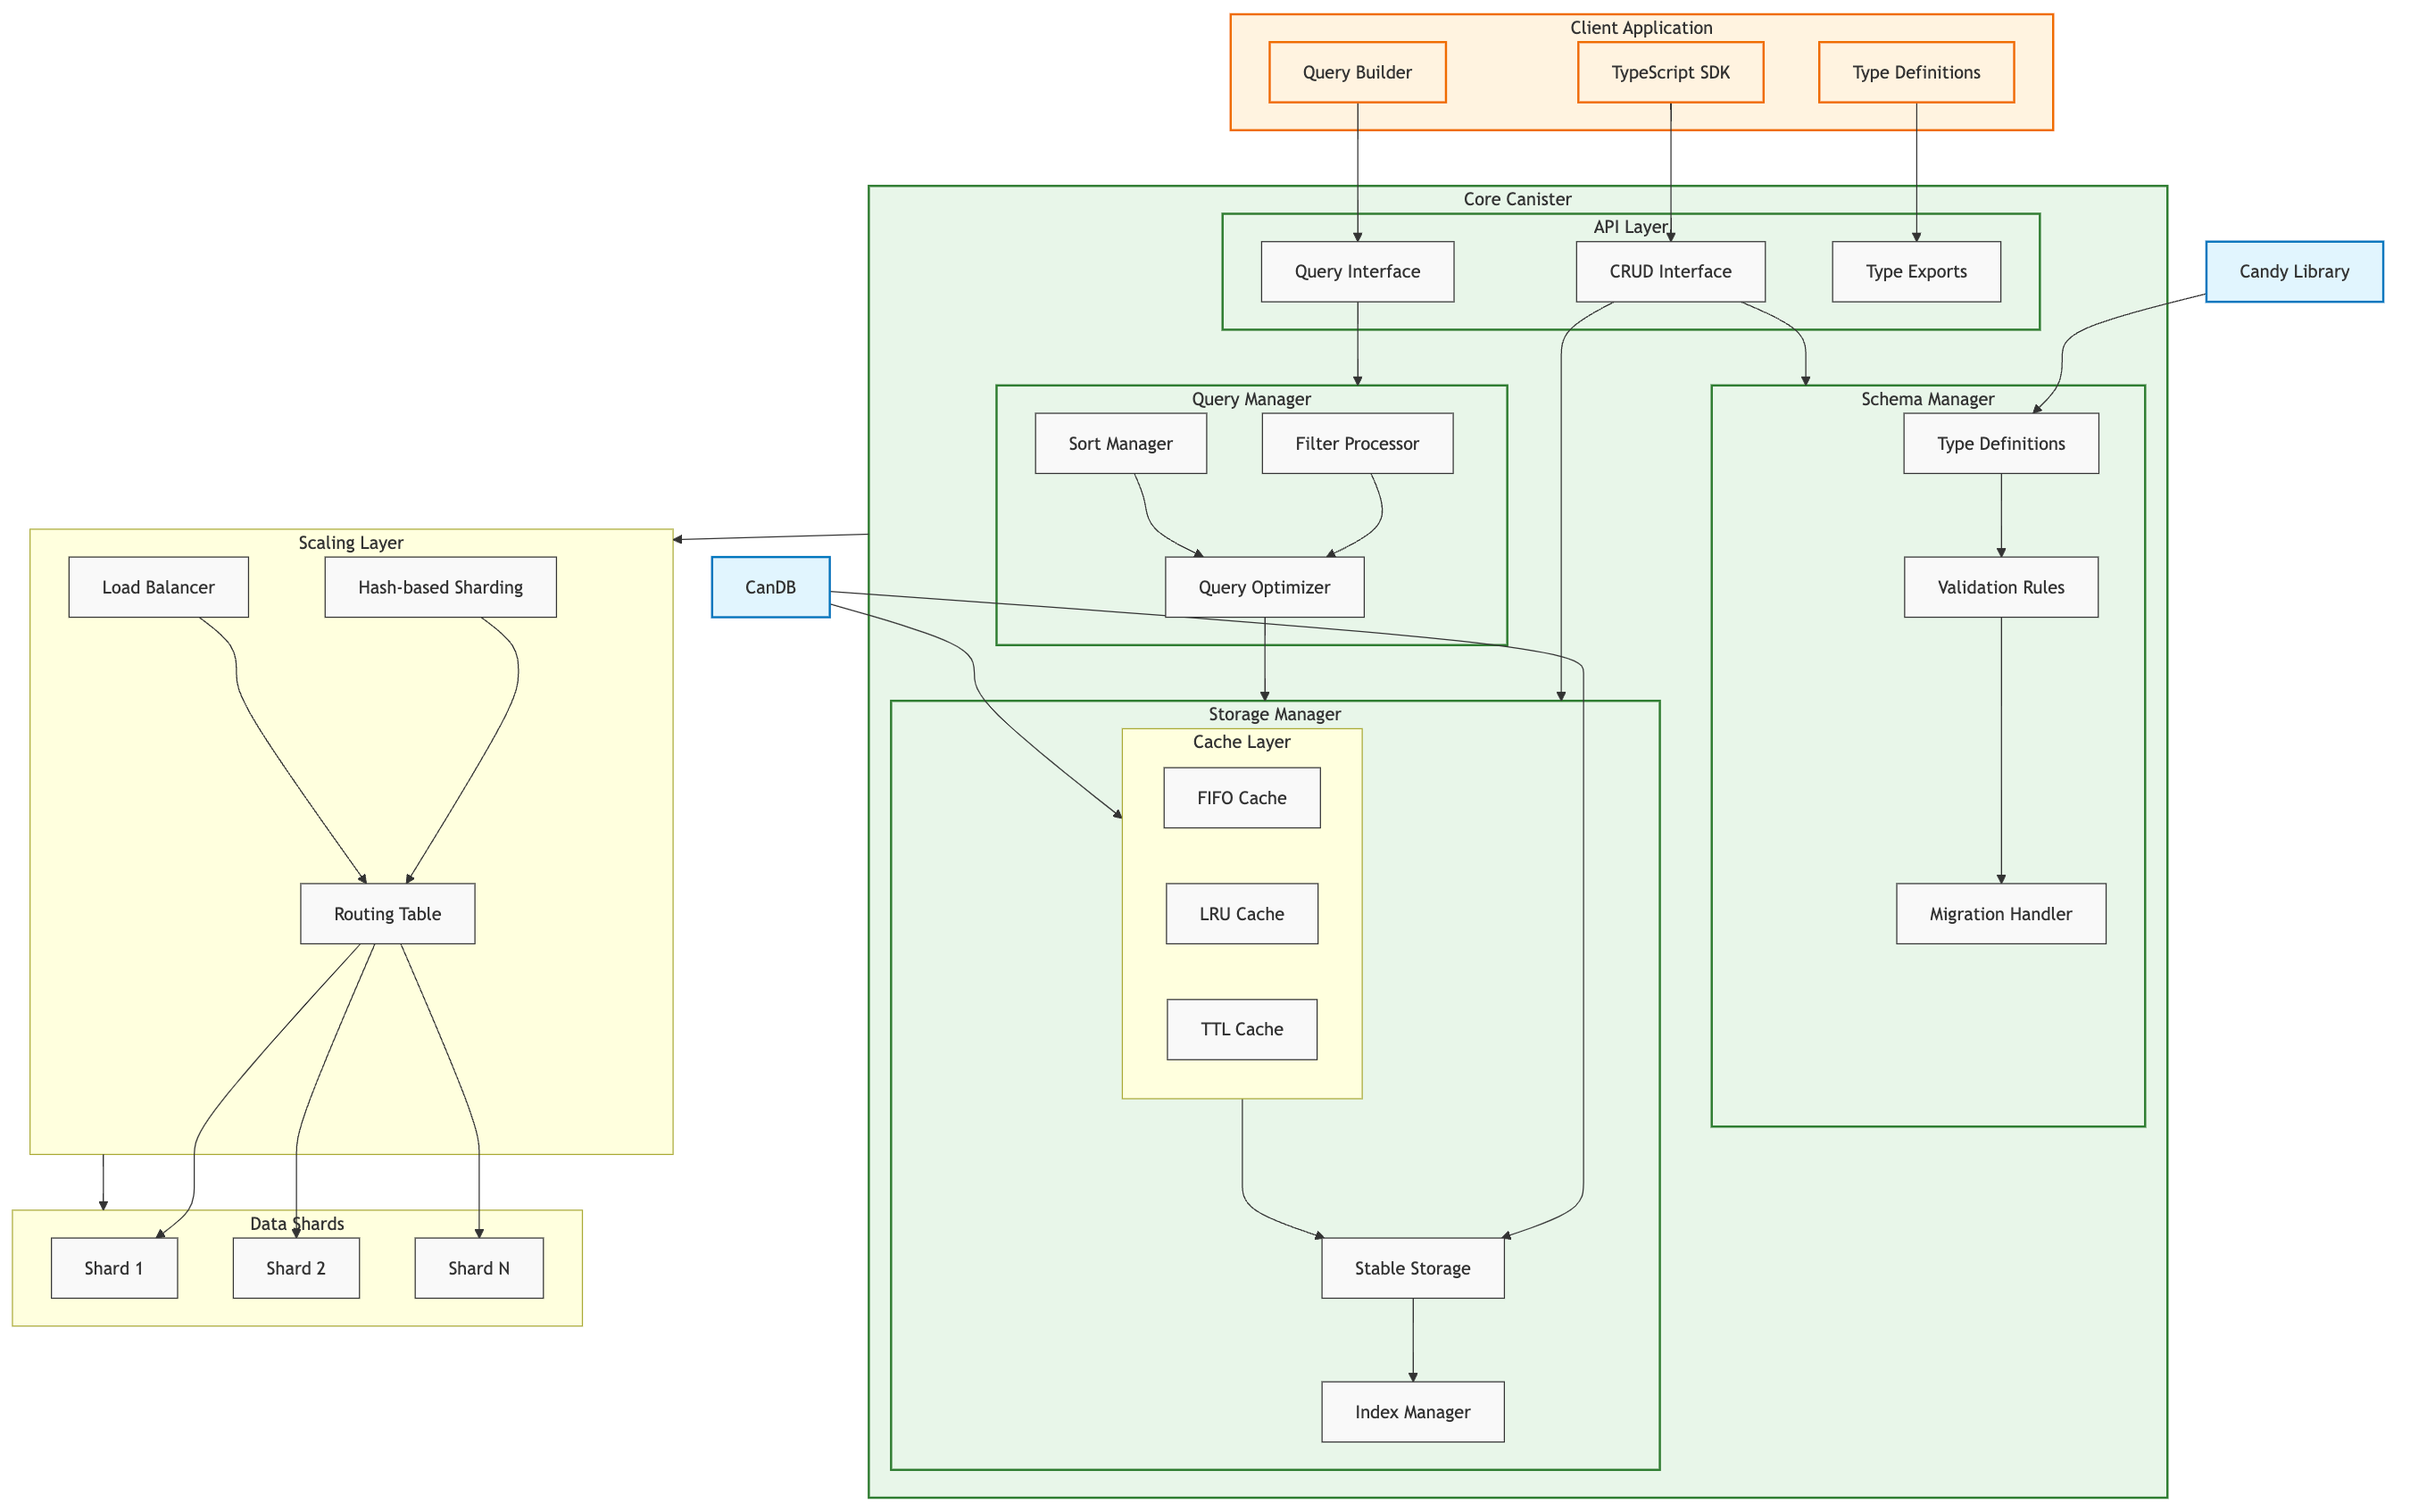 Client Application
Query Builder
TypeScript SDK
Type Definitions
Core Canister
API Layer
Query Interface
CRUD Interface
Type Exports
Candy Library
Query Manager
Sort Manager
Filter Processor
Query Optimizer
Schema Manager
Type Definitions
Validation Rules
Migration Handler
Scaling Layer
Load Balancer
Hash-based Sharding
CanDB
Routing Table
Storage Manager
Cache Layer
FIFO Cache
LRU Cache
TTL Cache
Data Shards
Shard 1
Shard 2
Shard N
Stable Storage
Index Manager